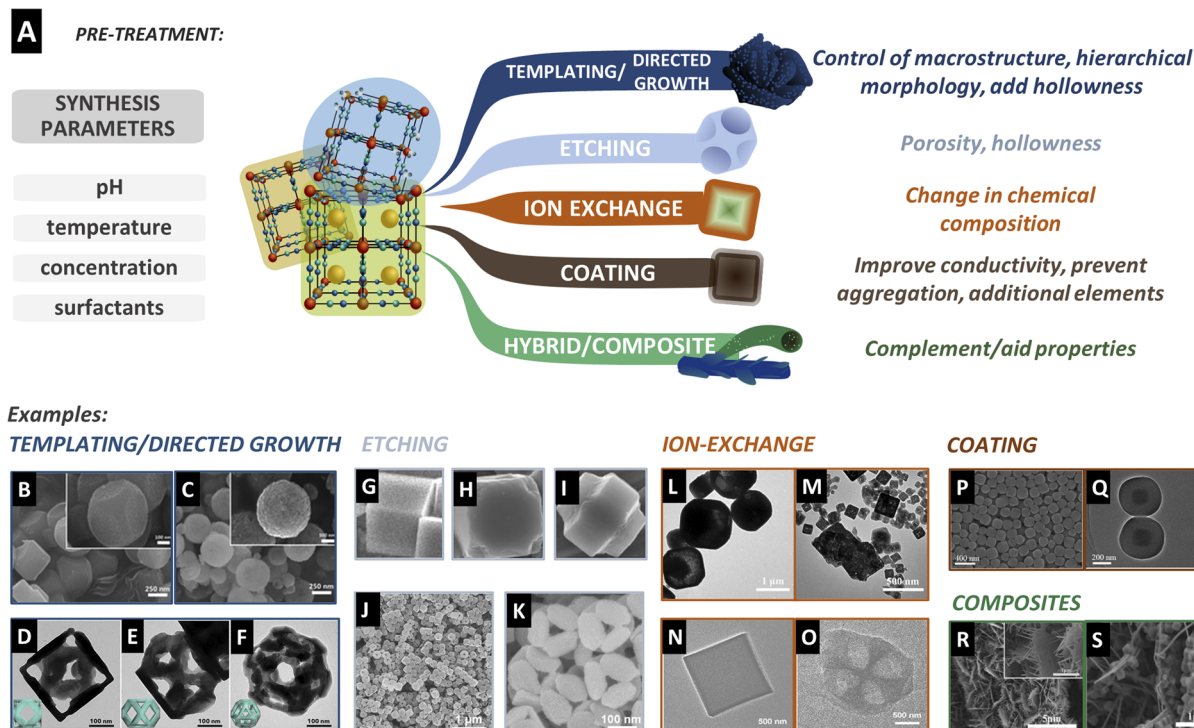 A
PRE-TREATMENT:
SYNTHESIS
PARAMETERS
pH
temperature
concentration
surfactants
TEMPLATING/ DIRECTED
GROWTH
ETCHING
ION EXCHANGE
COATING
HYBRID/COMPOSITE
Control of macrostructure, hierarchical
morphology, add hollowness
Porosity, hollowness
Change in chemical
composition
Improve conductivity, prevent
aggregation, additional elements
Complement/aid properties
Examples:
TEMPLATING/DIRECTED GROWTH
B
100 nm
250 nm
C
250 nm
D
100 nm
E
100 nm
F
100 nm
ETCHING
G
H
I
J
1 µm
K
100 nm
ION-EXCHANGE
L
1 µm
M
500 nm
N
500 nm
O
500 nm
COATING
P
400 nm
Q
200 nm
COMPOSITES
R
5µm
S